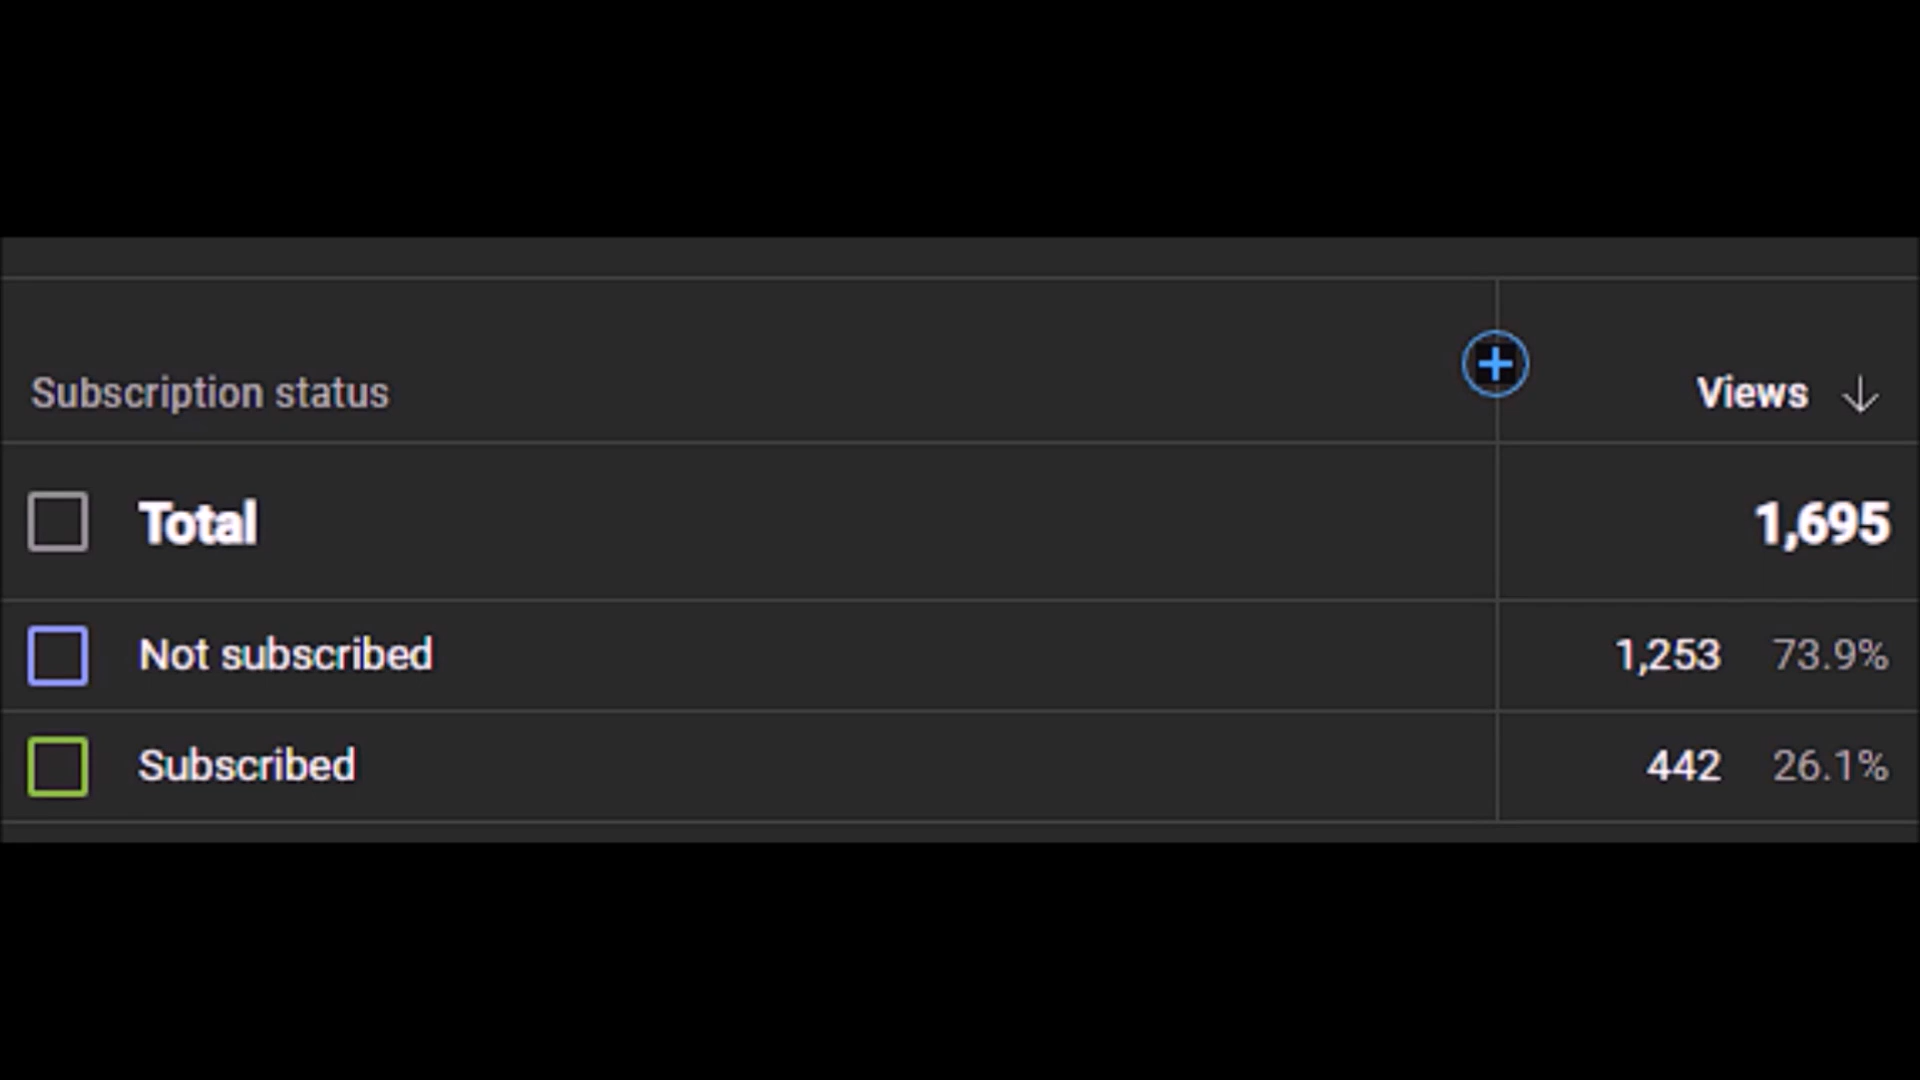 Subscription status Views
Total 1,695
Not subscribed 1,253 73.9%
Subscribed 442 26.1%